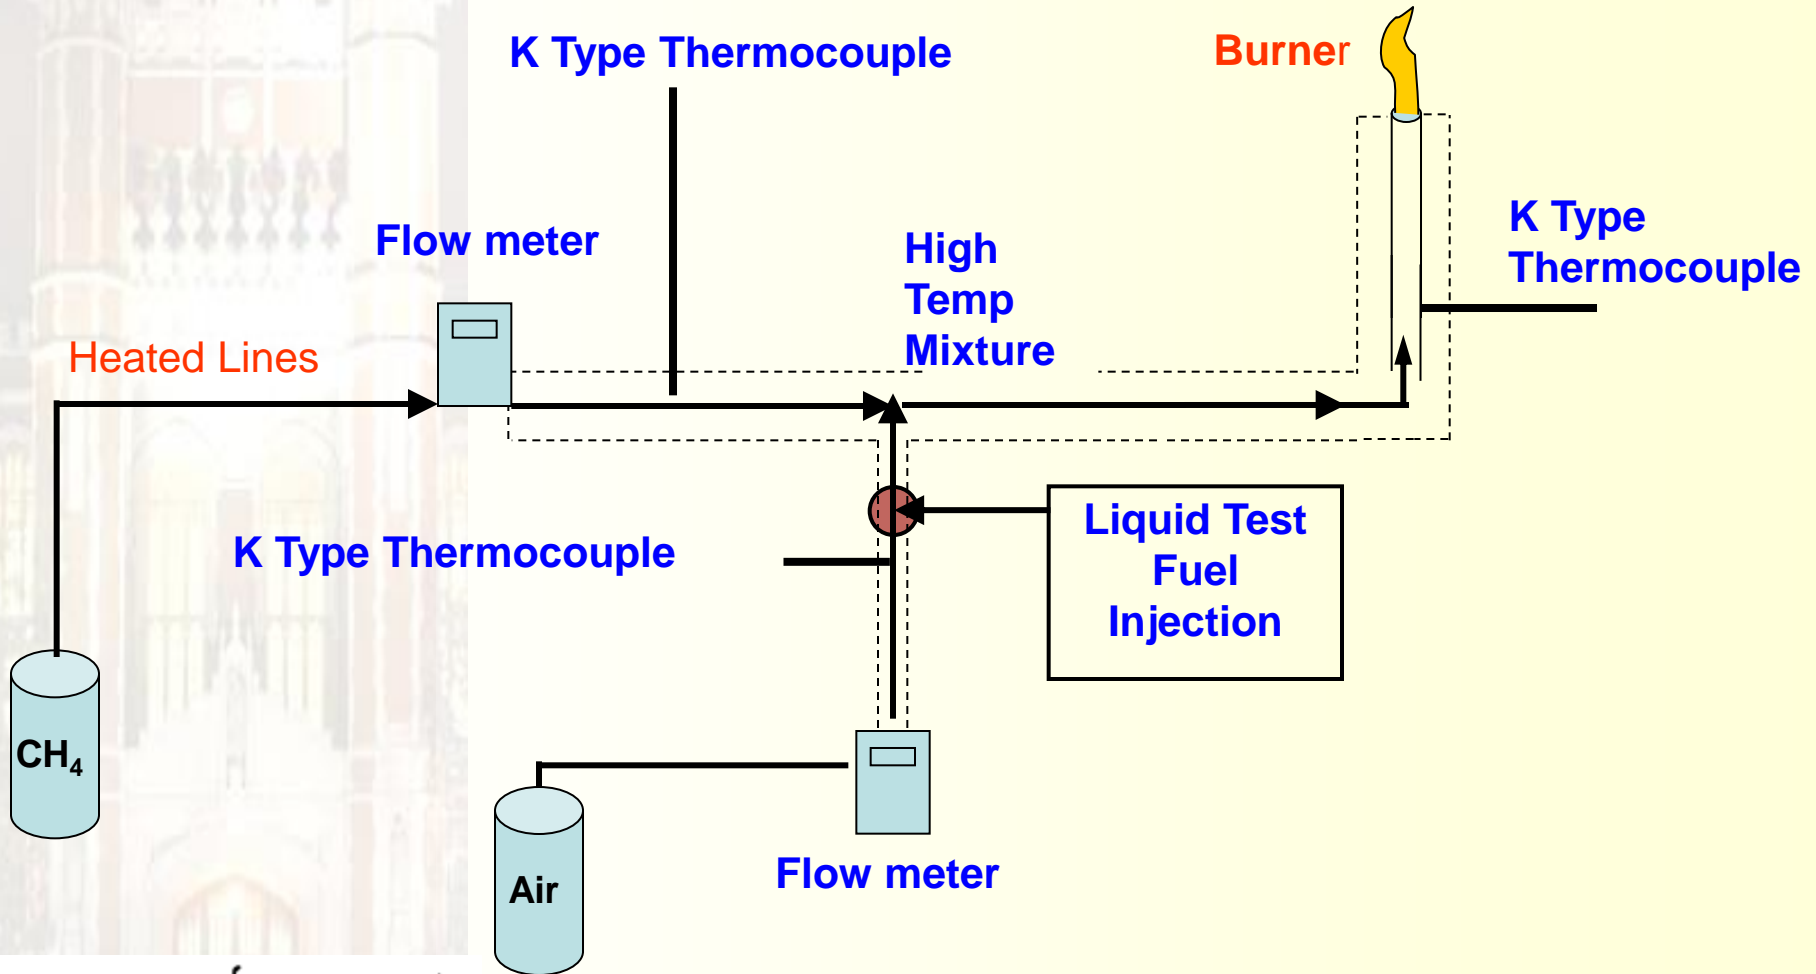 K Type Thermocouple
Burner
K Type
Thermocouple
Flow meter
High
Temp
Mixture
Heated Lines
Liquid Test
Fuel
Injection
K Type Thermocouple
CH₄
Air
Flow meter